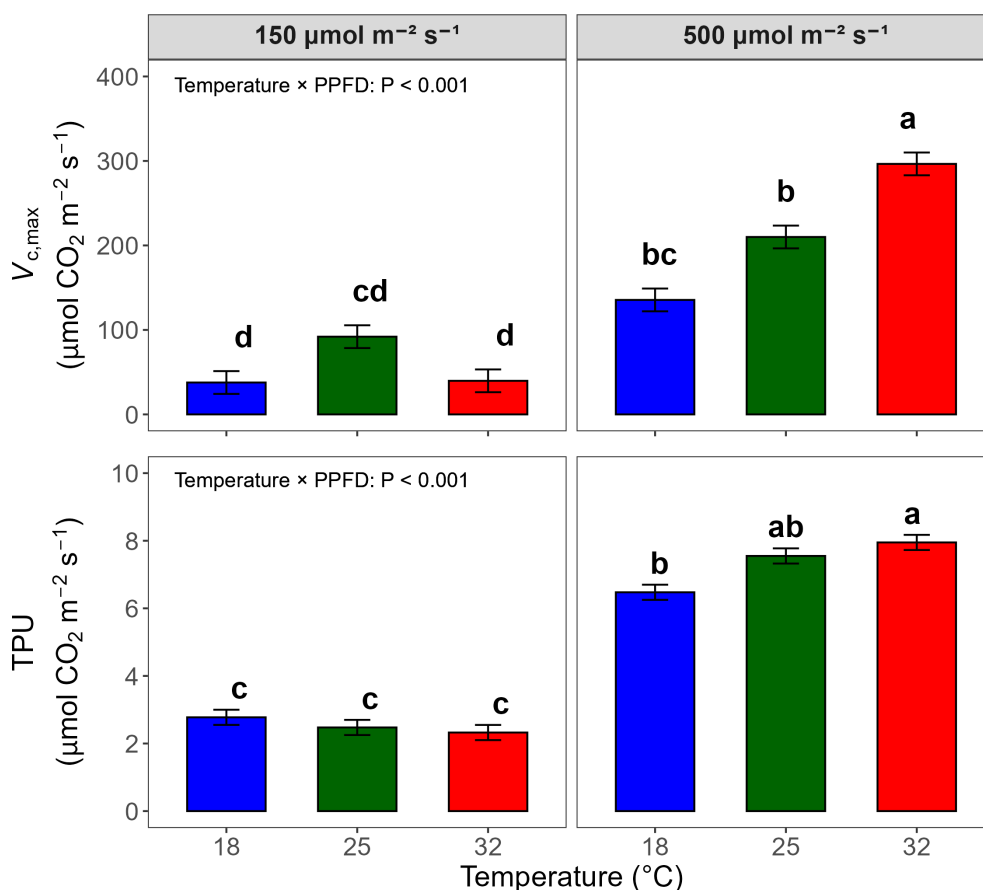 150 µmol m⁻² s⁻¹
500 µmol m⁻² s⁻¹
Vc,max
(µmol CO₂ m⁻² s⁻¹)
400
300
200
100
0
Temperature × PPFD: P < 0.001
d
cd
d
bc
b
a
TPU
(µmol CO₂ m⁻² s⁻¹)
10
8
6
4
2
0
Temperature × PPFD: P < 0.001
c
c
c
b
ab
a
18
25
32
18
25
32
Temperature (°C)